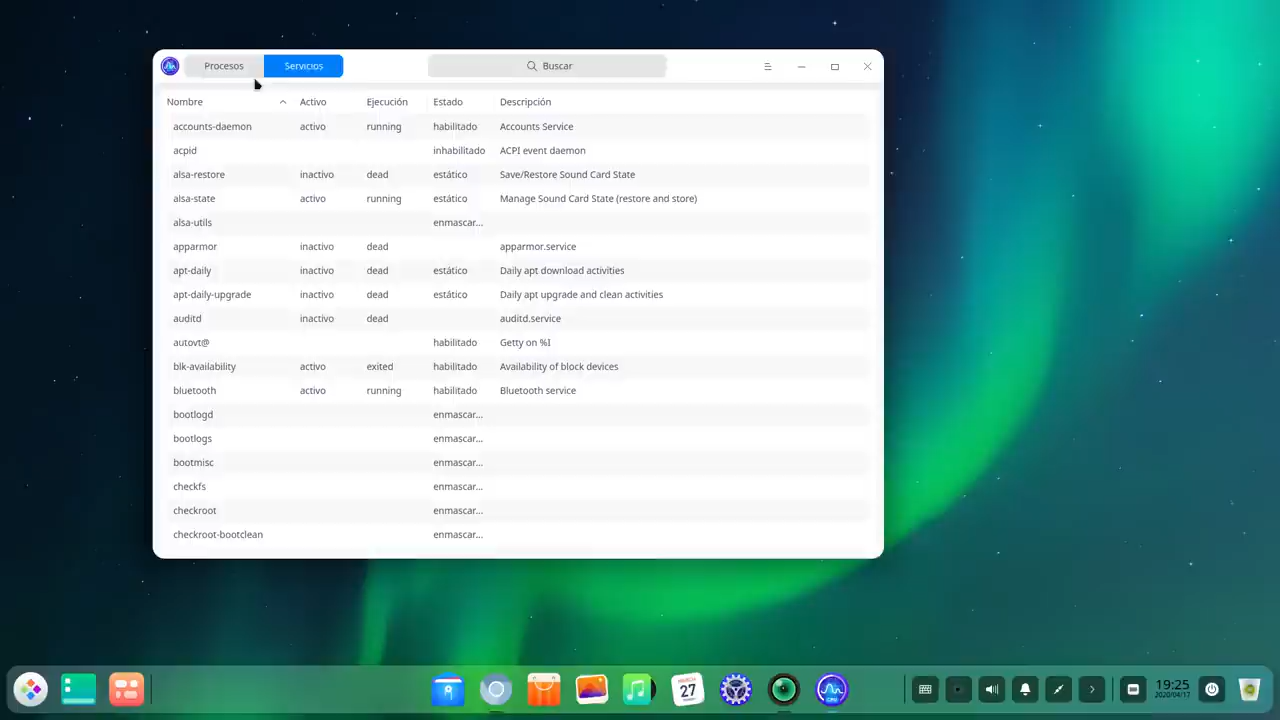 Procesos Servicios Buscar
Nombre Activo Ejecución Estado Descripción
accounts-daemon activo running habilitado Accounts Service
acpid inhabilitado ACPI event daemon
alsa-restore inactivo dead estático Save/Restore Sound Card State
alsa-state activo running estático Manage Sound Card State (restore and store)
alsa-utils enmascar...
apparmor inactivo dead apparmor.service
apt-daily inactivo dead estático Daily apt download activities
apt-daily-upgrade inactivo dead estático Daily apt upgrade and clean activities
auditd inactivo dead auditd.service
autovt@ habilitado Getty on %I
blk-availability activo exited habilitado Availability of block devices
bluetooth activo running habilitado Bluetooth service
bootlogd enmascar...
bootlogs enmascar...
bootmisc enmascar...
checkfs enmascar...
checkroot enmascar...
checkroot-bootclean enmascar...
MARCH
27
CPU
19:25
2020/04/17